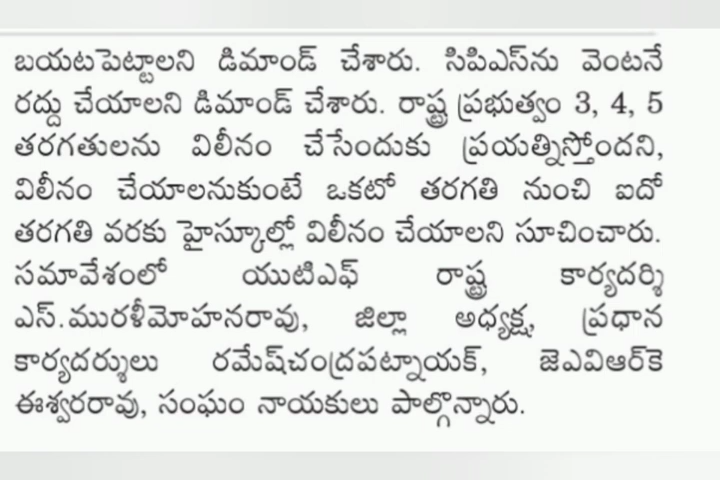 బయటపెట్టాలని డిమాండ్ చేశారు. సిపిఎస్‌ను వెంటనే
రద్దు చేయాలని డిమాండ్ చేశారు. రాష్ట్ర ప్రభుత్వం 3, 4, 5
తరగతులను విలీనం చేసేందుకు ప్రయత్నిస్తోందని,
విలీనం చేయాలనుకుంటే ఒకటో తరగతి నుంచి ఐదో
తరగతి వరకు హైస్కూల్లో విలీనం చేయాలని సూచించారు.
సమావేశంలో యుటిఎఫ్ రాష్ట్ర కార్యదర్శి
ఎస్.మురళీమోహనరావు, జిల్లా అధ్యక్ష, ప్రధాన
కార్యదర్శులు రమేష్‌చంద్రపట్నాయక్, జెఎవిఆర్‌కె
ఈశ్వరరావు, సంఘం నాయకులు పాల్గొన్నారు.